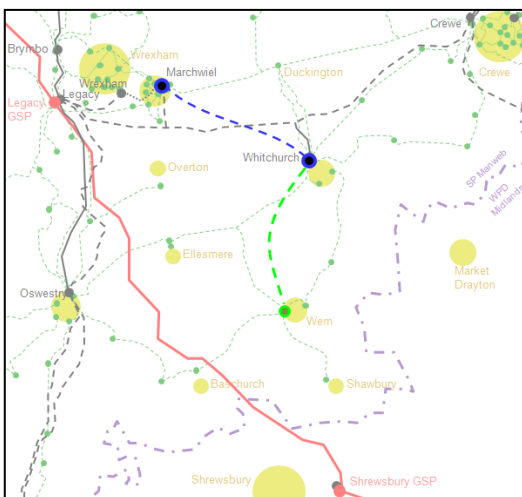 Crewe
Brymbo
Wrexham
Marchwiel
Duckington
Crewe
Wrexham
Legacy
Legacy
GSP
Whitchurch
Overton
SP Manweb
WPD
Midlands
Ellesmere
Market
Drayton
Oswestry
Wem
Baschurch
Shawbury
Shrewsbury
Shrewsbury GSP